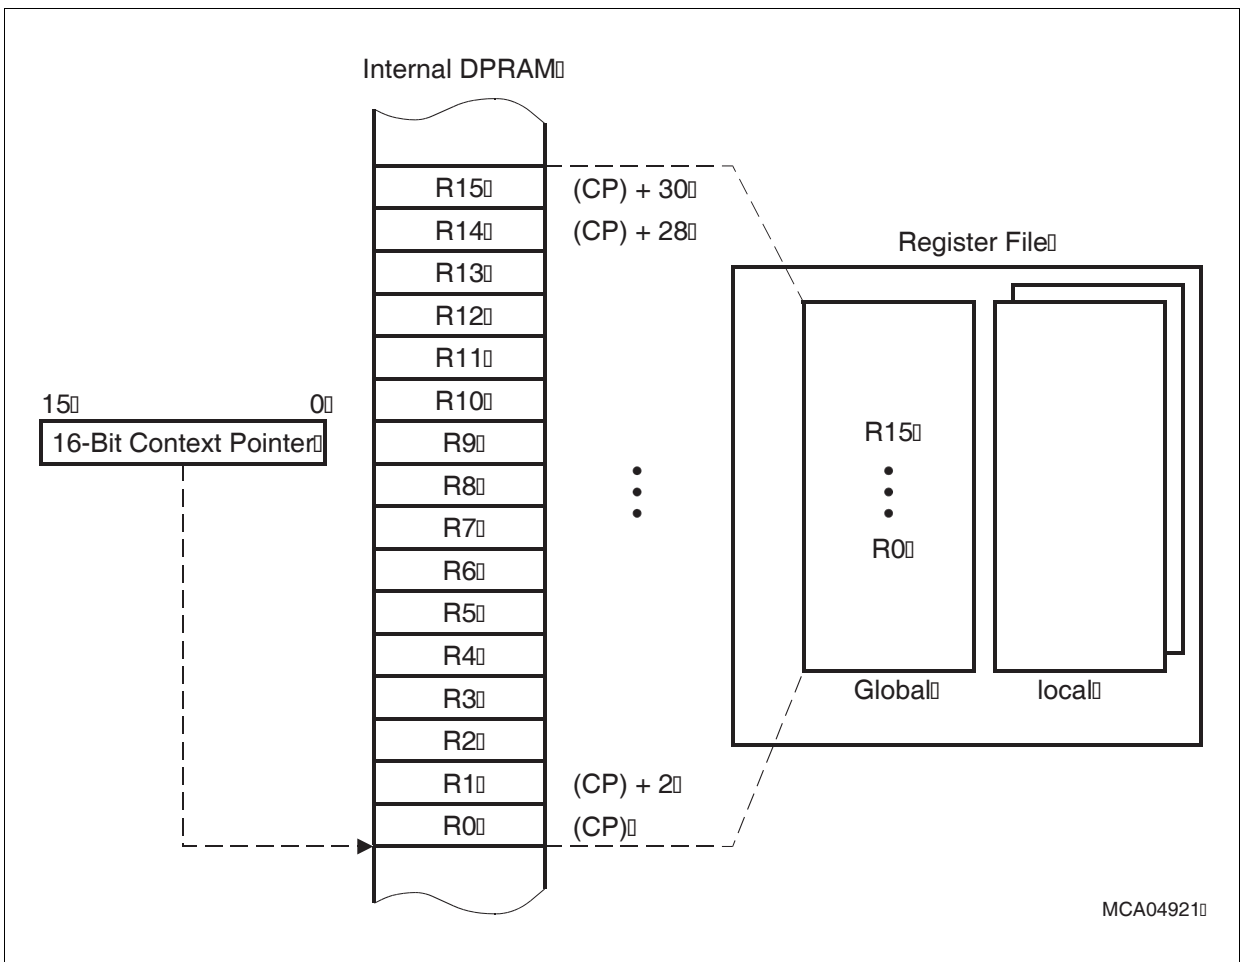 Internal DPRAM
R15 (CP) + 30
R14 (CP) + 28
Register File
R13
R12
R11
15 0
R10
16-Bit Context Pointer
R9
R15
R8
R7
R0
R6
R5
R4
R3
Global local
R2
R1 (CP) + 2
R0 (CP)
MCA04921